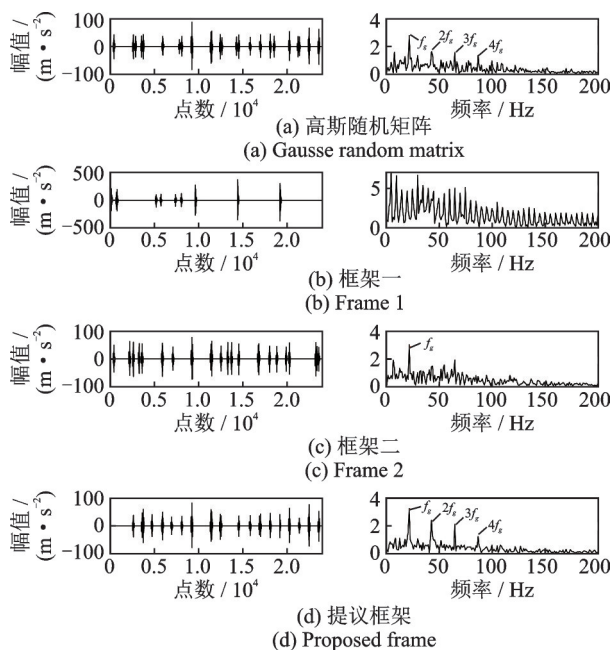 幅值 /
(m·s⁻²)
100
0
−100
0
0.5
1.0
1.5
2.0
点数 / 10⁴
4
2
0
f_g
2f_g
3f_g
4f_g
0
50
100
150
200
频率 / Hz
(a) 高斯随机矩阵
(a) Gausse random matrix
幅值 /
(m·s⁻²)
500
0
−500
0
0.5
1.0
1.5
2.0
点数 / 10⁴
5
0
0
50
100
150
200
频率 / Hz
(b) 框架一
(b) Frame 1
幅值 /
(m·s⁻²)
100
0
−100
0
0.5
1.0
1.5
2.0
点数 / 10⁴
4
2
0
f_g
0
50
100
150
200
频率 / Hz
(c) 框架二
(c) Frame 2
幅值 /
(m·s⁻²)
100
0
−100
0
0.5
1.0
1.5
2.0
点数 / 10⁴
4
2
0
f_g
2f_g
3f_g
4f_g
0
50
100
150
200
频率 / Hz
(d) 提议框架
(d) Proposed frame